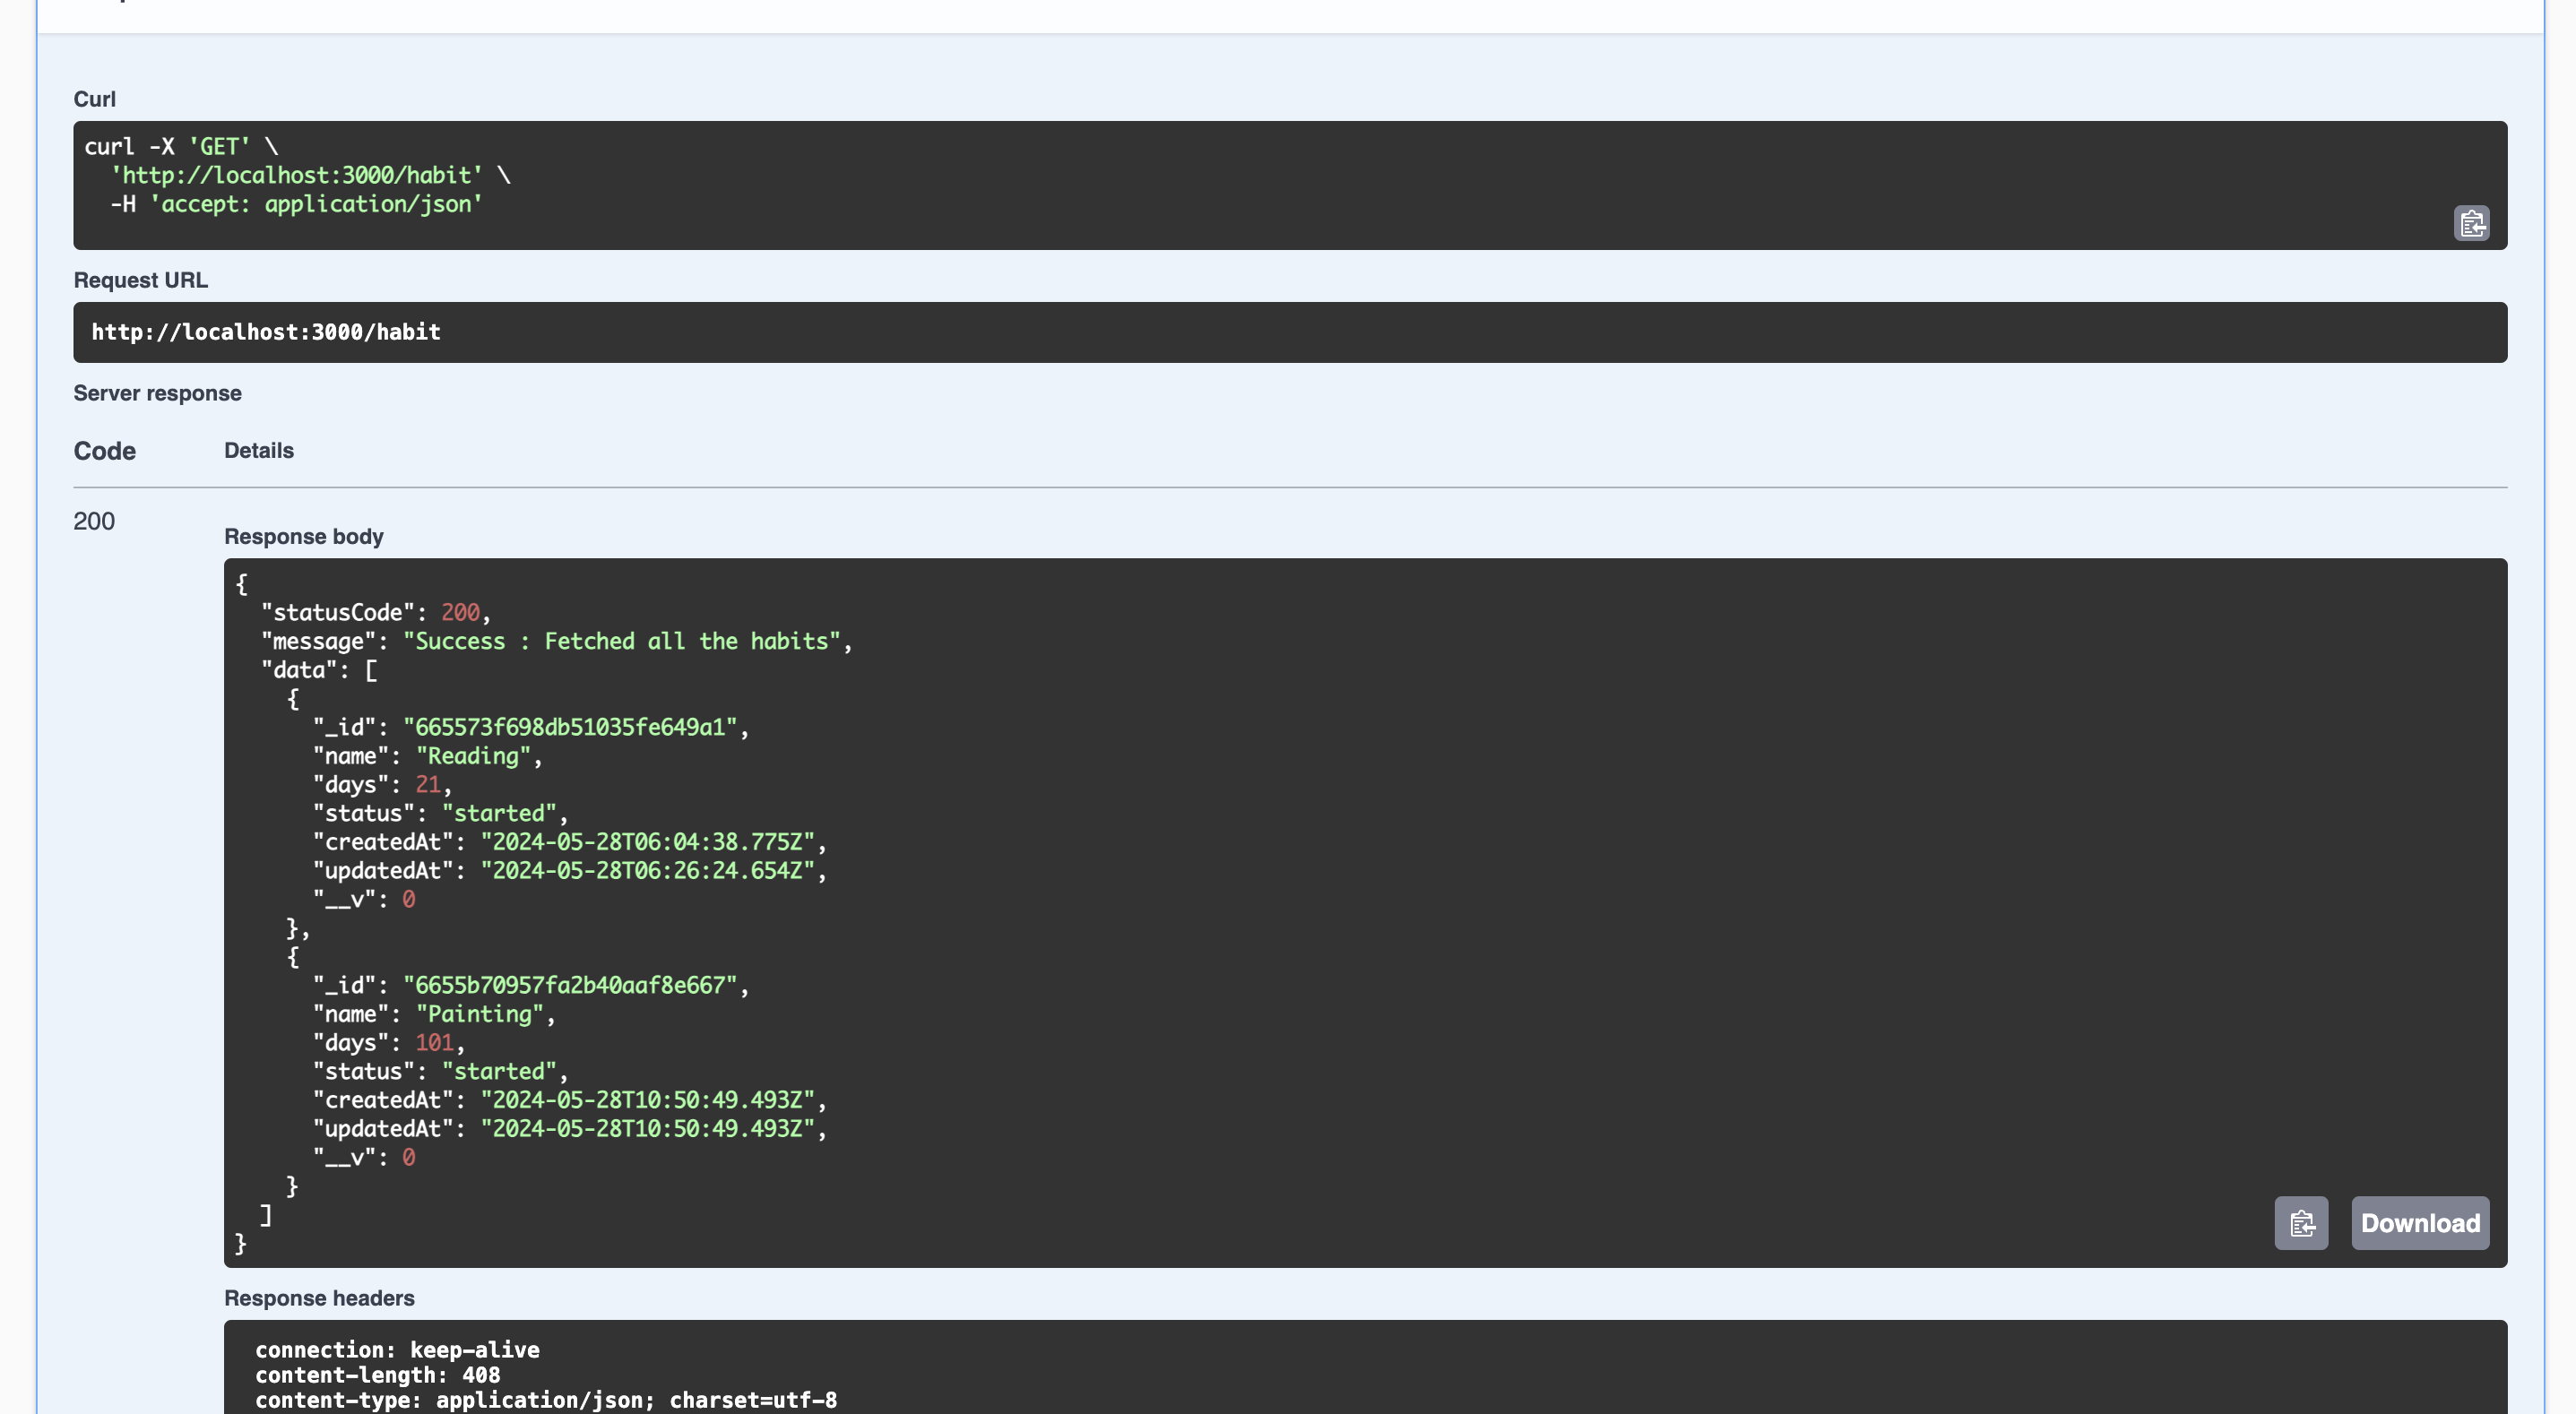 Curl
curl -X 'GET' \
  'http://localhost:3000/habit' \
  -H 'accept: application/json'
Request URL
http://localhost:3000/habit
Server response
Code Details
200
Response body
{
  "statusCode": 200,
  "message": "Success : Fetched all the habits",
  "data": [
    {
      "_id": "665573f698db51035fe649a1",
      "name": "Reading",
      "days": 21,
      "status": "started",
      "createdAt": "2024-05-28T06:04:38.775Z",
      "updatedAt": "2024-05-28T06:26:24.654Z",
      "__v": 0
    },
    {
      "_id": "6655b70957fa2b40aaf8e667",
      "name": "Painting",
      "days": 101,
      "status": "started",
      "createdAt": "2024-05-28T10:50:49.493Z",
      "updatedAt": "2024-05-28T10:50:49.493Z",
      "__v": 0
    }
  ]
}
Download
Response headers
connection: keep-alive
content-length: 408
content-type: application/json; charset=utf-8